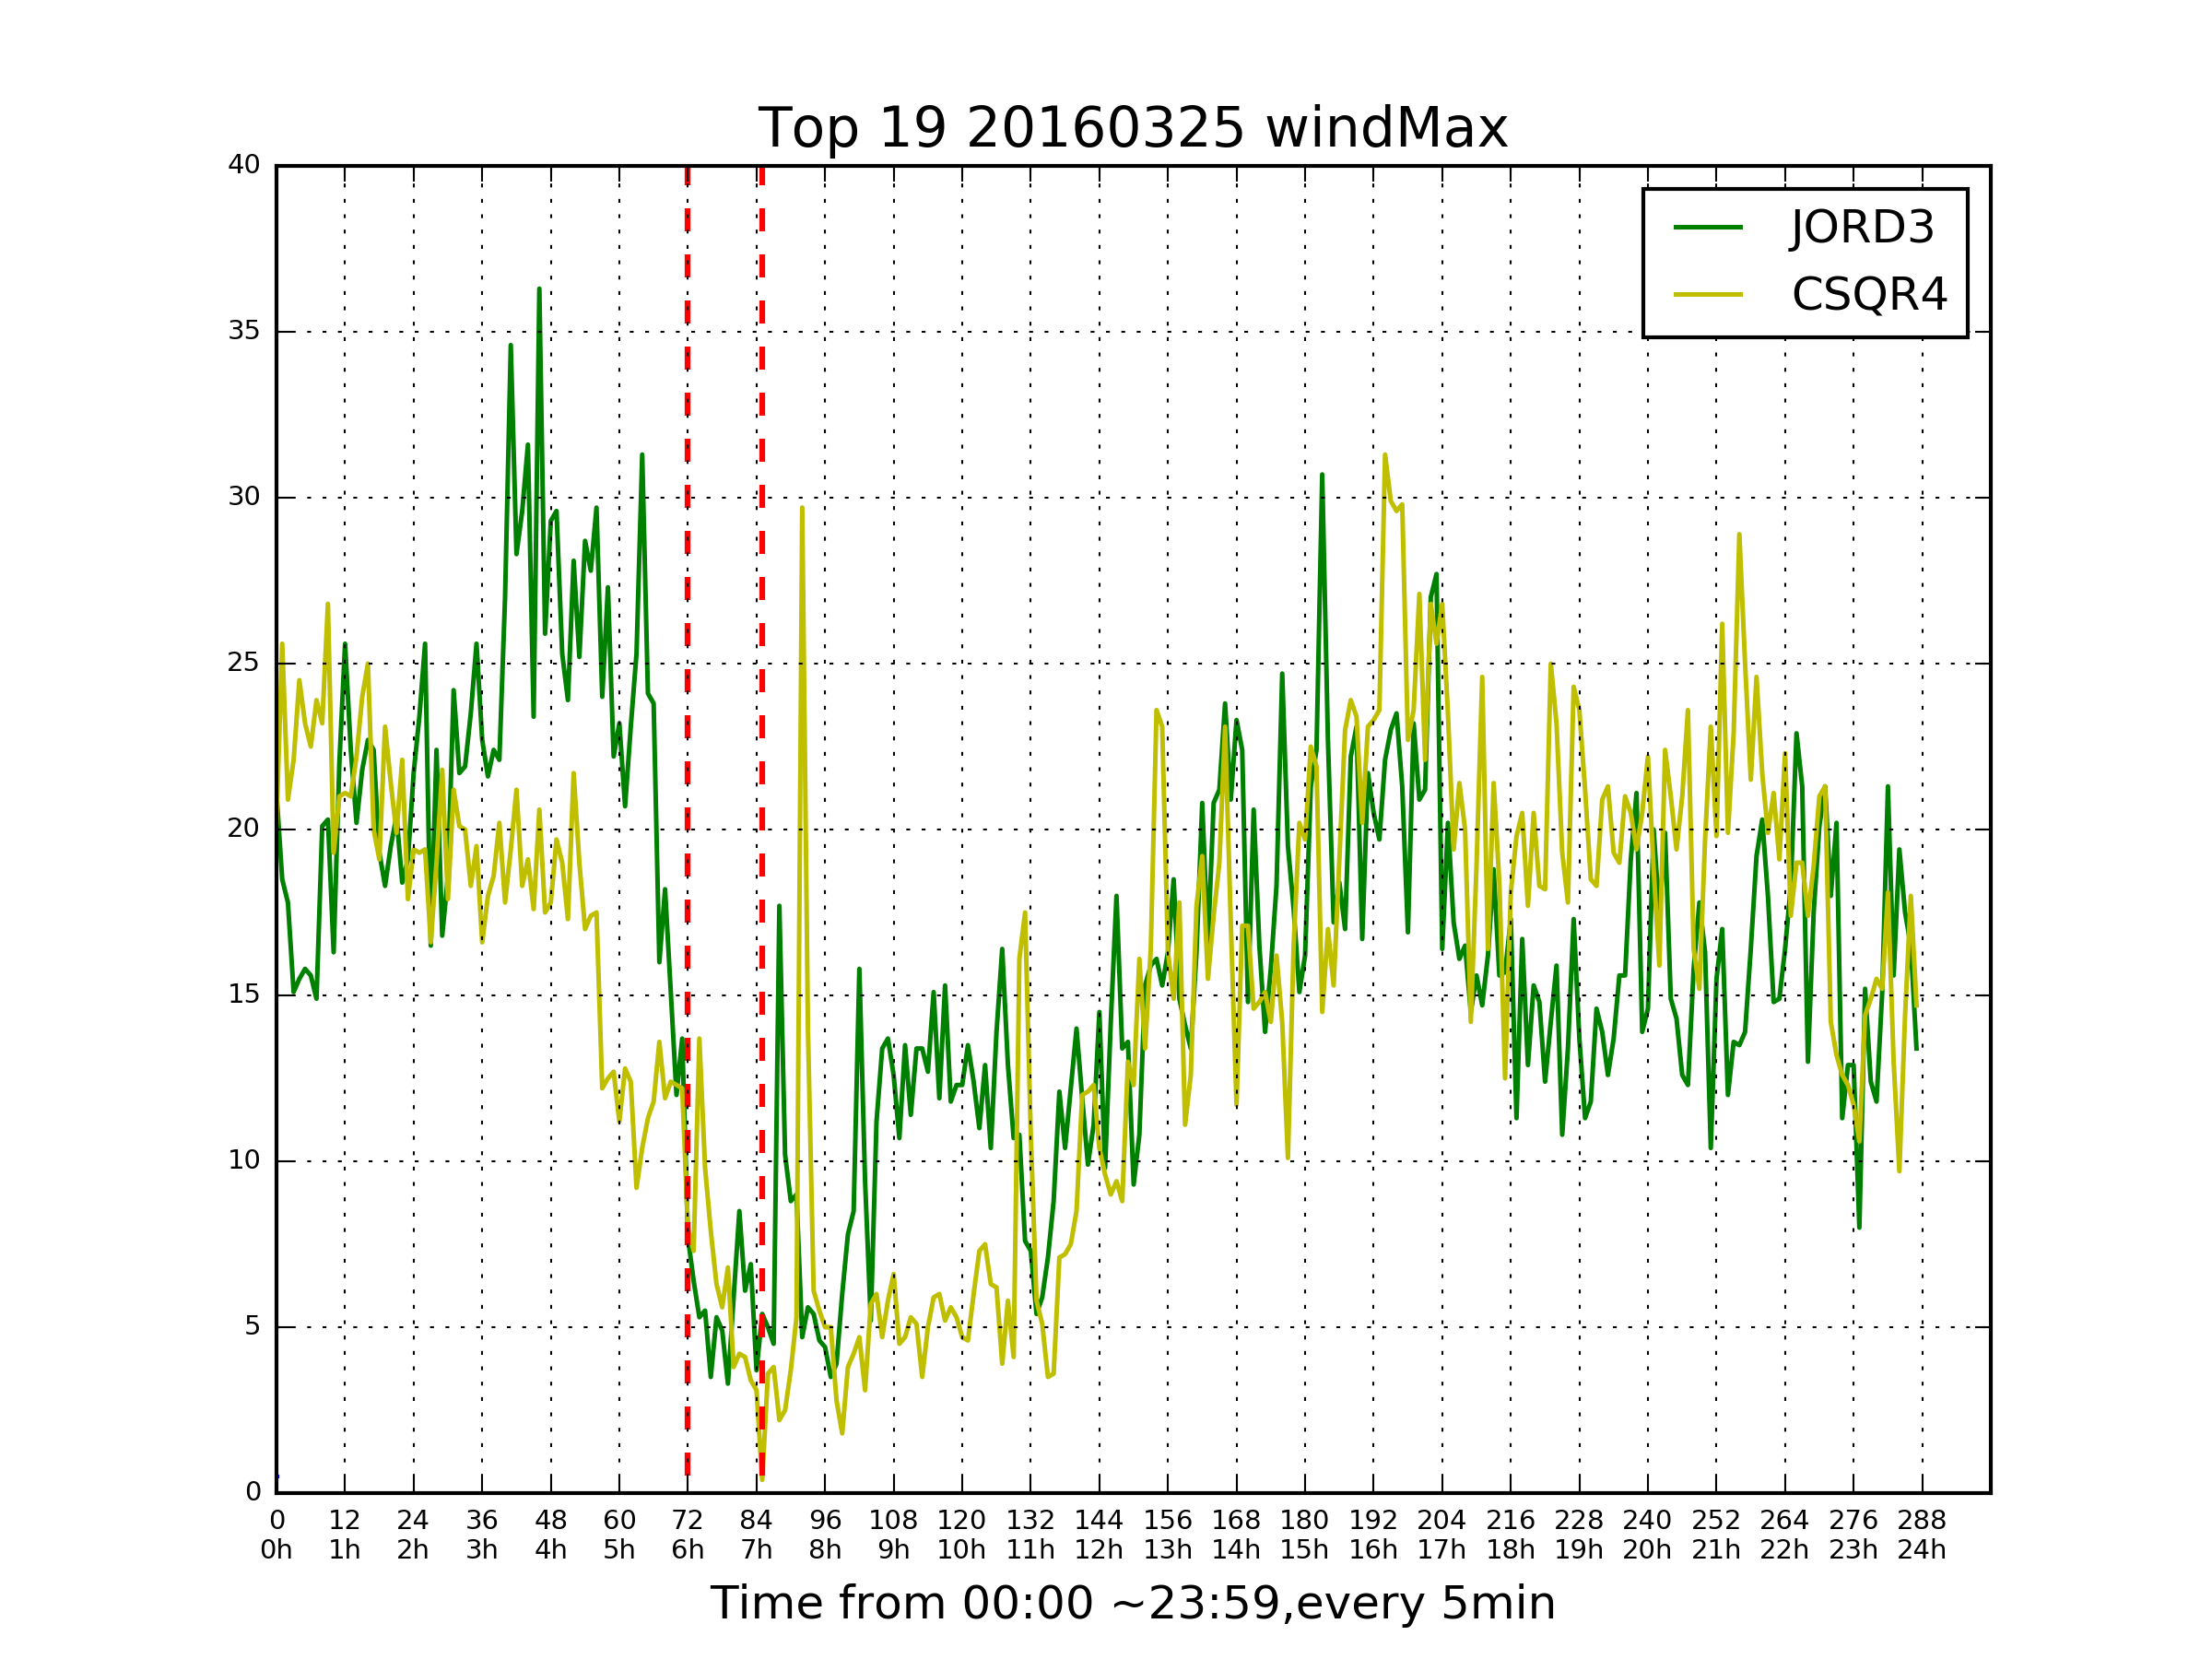 Top 19 20160325 windMax
40
35
30
25
20
15
10
5
0
JORD3
CSQR4
0 12 24 36 48 60 72 84 96 108 120 132 144 156 168 180 192 204 216 228 240 252 264 276 288
0h 1h 2h 3h 4h 5h 6h 7h 8h 9h 10h 11h 12h 13h 14h 15h 16h 17h 18h 19h 20h 21h 22h 23h 24h
Time from 00:00 ~23:59,every 5min